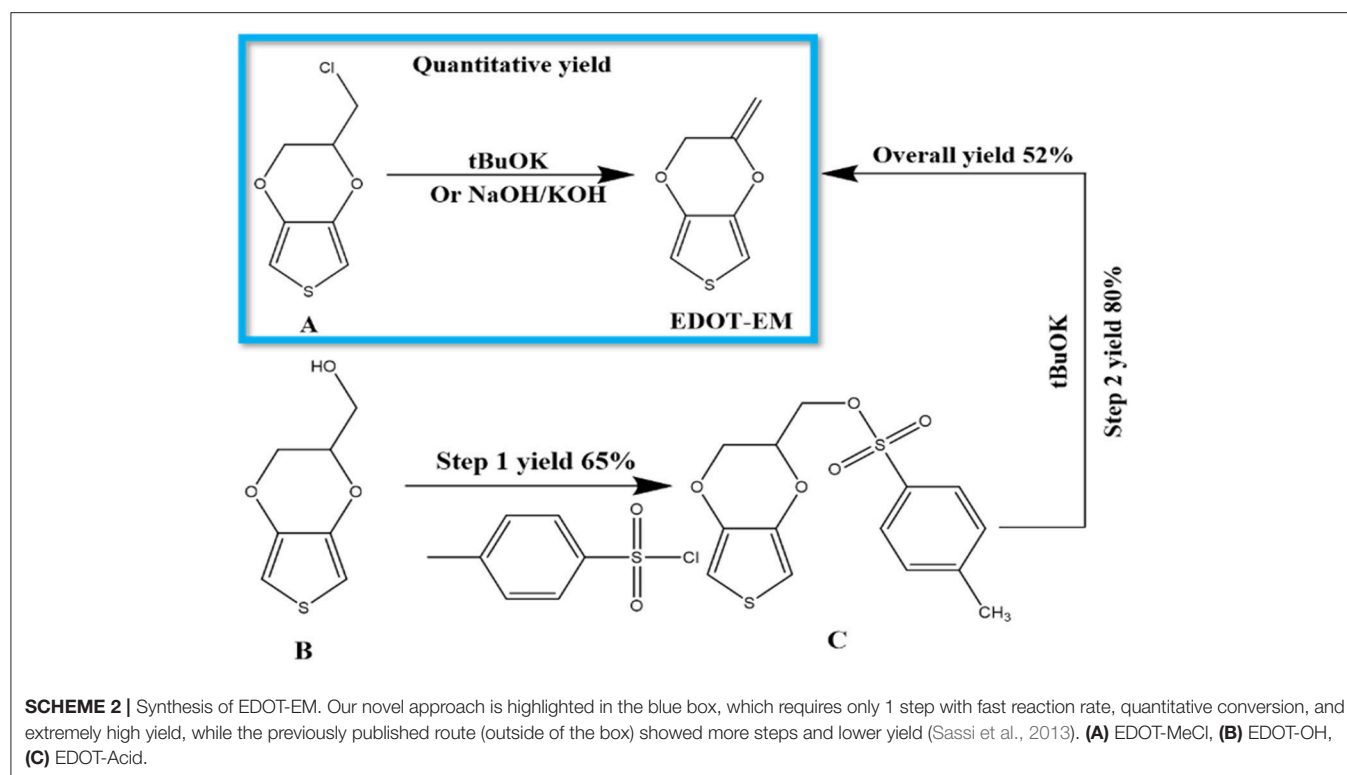 Cl
Quantitative yield
O
O
S
A
tBuOK
Or NaOH/KOH
O
O
S
EDOT-EM
Overall yield 52%
tBuOK
Step 2 yield 80%
HO
O
O
S
B
Step 1 yield 65%
O
S
Cl
O
O
O
S
O
O
O
S
CH₃
C
SCHEME 2 | Synthesis of EDOT-EM. Our novel approach is highlighted in the blue box, which requires only 1 step with fast reaction rate, quantitative conversion, and
extremely high yield, while the previously published route (outside of the box) showed more steps and lower yield (Sassi et al., 2013). (A) EDOT-MeCl, (B) EDOT-OH,
(C) EDOT-Acid.